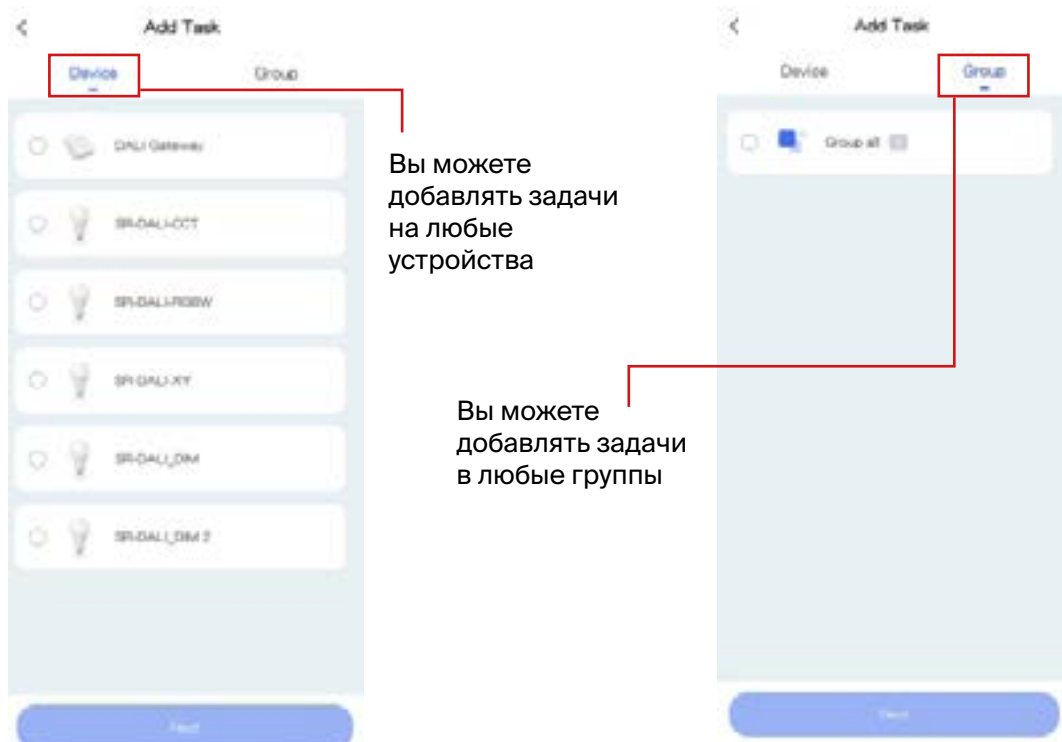 Add Task
Device Group
DALI Gateway
SR-DALI-CCT
SR-DALI-RGBW
SR-DALI-XY
SR-DALI_DIM
SR-DALI_DIM 2
Next
Вы можете
добавлять задачи
на любые
устройства
Add Task
Device Group
Group all
Next
Вы можете
добавлять задачи
в любые группы